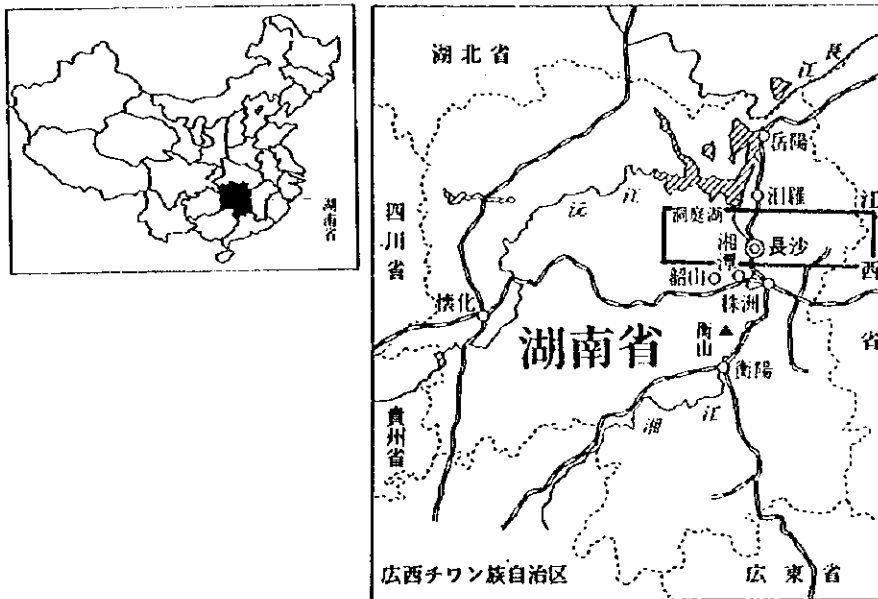 湖南省
湖北省
長江
岳陽
汨羅
江西省
四川省
沅江
洞庭湖
長沙
湘潭
韶山
株洲
懐化
湖南省
衡山
衡陽
貴州省
湘江
広西チワン族自治区
広東省